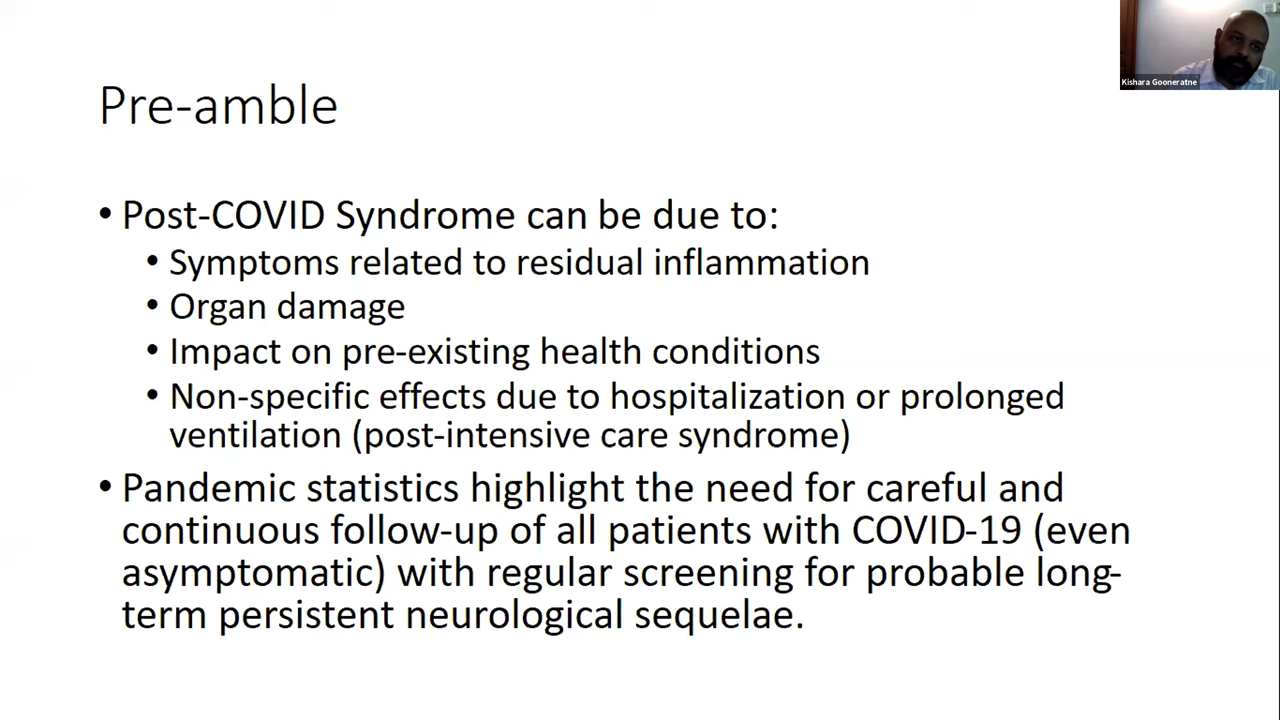 Kishara Gooneratne
Pre-amble
• Post-COVID Syndrome can be due to:
• Symptoms related to residual inflammation
• Organ damage
• Impact on pre-existing health conditions
• Non-specific effects due to hospitalization or prolonged
ventilation (post-intensive care syndrome)
• Pandemic statistics highlight the need for careful and
continuous follow-up of all patients with COVID-19 (even
asymptomatic) with regular screening for probable long-
term persistent neurological sequelae.